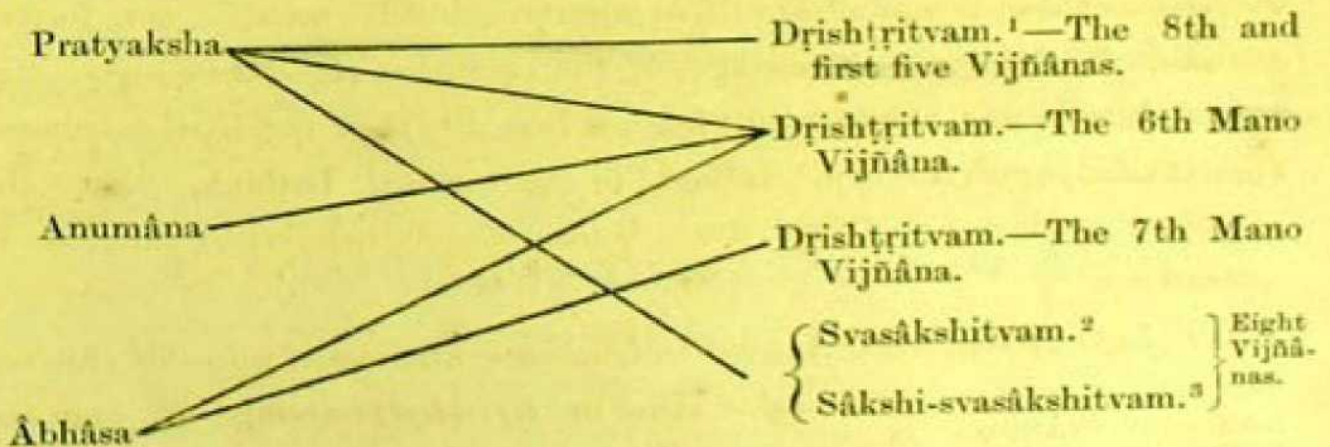 Pratyaksha
Dṛishṭṛitvam.¹—The 8th and
first five Vijñânas.
Dṛishṭṛitvam.—The 6th Mano
Vijñâna.
Anumâna
Dṛishṭṛitvam.—The 7th Mano
Vijñâna.
Svasâkshitvam.²
Sâkshi-svasâkshitvam.³
Eight
Vijñâ-
nas.
Âbhâsa